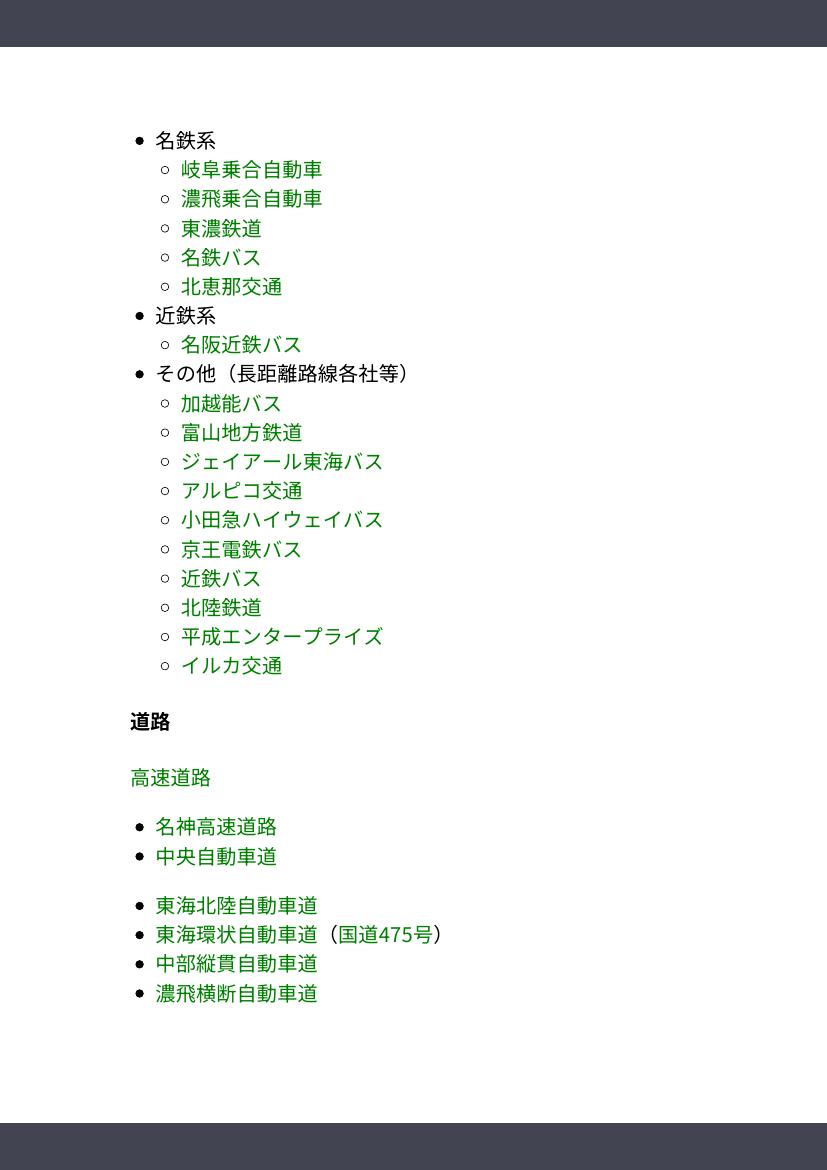 名鉄系
岐阜乗合自動車
濃飛乗合自動車
東濃鉄道
名鉄バス
北恵那交通
近鉄系
名阪近鉄バス
その他（長距離路線各社等）
加越能バス
富山地方鉄道
ジェイアール東海バス
アルピコ交通
小田急ハイウェイバス
京王電鉄バス
近鉄バス
北陸鉄道
平成エンタープライズ
イルカ交通
道路
高速道路
名神高速道路
中央自動車道
東海北陸自動車道
東海環状自動車道（国道475号）
中部縦貫自動車道
濃飛横断自動車道